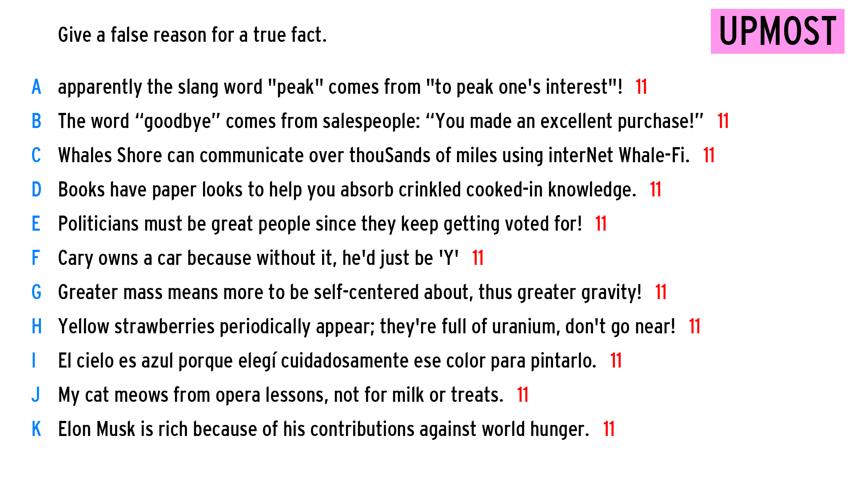 Give a false reason for a true fact.
UPMOST
A apparently the slang word "peak" comes from "to peak one's interest"! 11
B The word “goodbye” comes from salespeople: “You made an excellent purchase!” 11
C Whales Shore can communicate over thouSands of miles using interNet Whale-Fi. 11
D Books have paper looks to help you absorb crinkled cooked-in knowledge. 11
E Politicians must be great people since they keep getting voted for! 11
F Cary owns a car because without it, he'd just be 'Y' 11
G Greater mass means more to be self-centered about, thus greater gravity! 11
H Yellow strawberries periodically appear; they're full of uranium, don't go near! 11
I El cielo es azul porque elegí cuidadosamente ese color para pintarlo. 11
J My cat meows from opera lessons, not for milk or treats. 11
K Elon Musk is rich because of his contributions against world hunger. 11